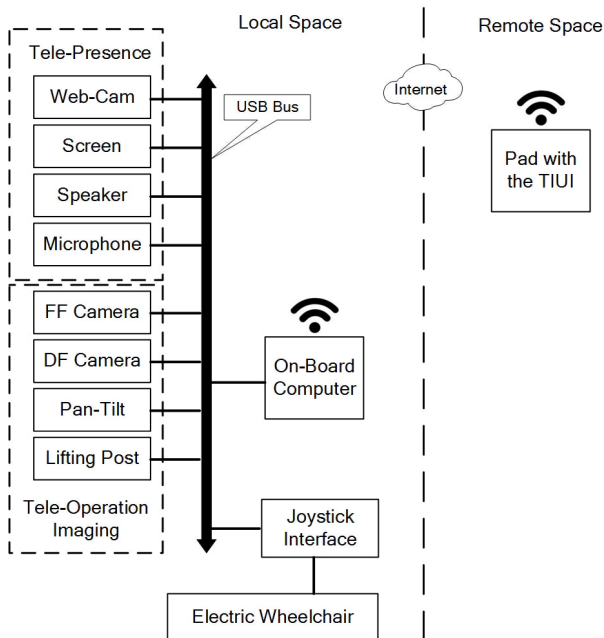 Local Space
Remote Space
Tele-Presence
Web-Cam
Screen
Speaker
Microphone
USB Bus
Internet
Pad with
the TIUI
FF Camera
DF Camera
Pan-Tilt
Lifting Post
Tele-Operation
Imaging
On-Board
Computer
Joystick
Interface
Electric Wheelchair